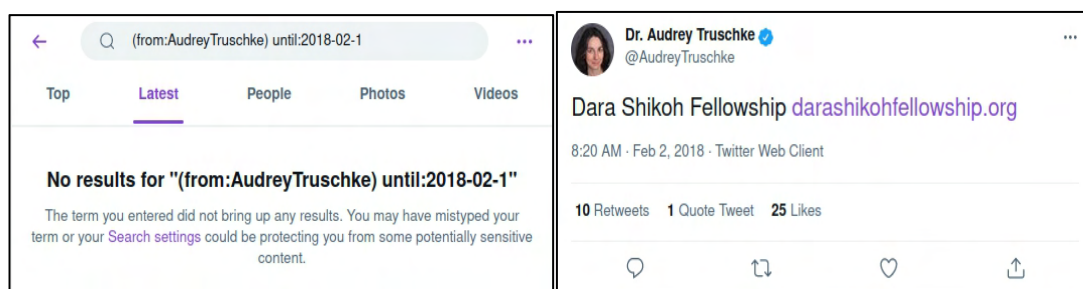 (from:AudreyTruschke) until:2018-02-1
Top Latest People Photos Videos
No results for "(from:AudreyTruschke) until:2018-02-1"
The term you entered did not bring up any results. You may have mistyped your
term or your Search settings could be protecting you from some potentially sensitive
content.
Dr. Audrey Truschke
@AudreyTruschke
Dara Shikoh Fellowship darashikohfellowship.org
8:20 AM · Feb 2, 2018 · Twitter Web Client
10 Retweets 1 Quote Tweet 25 Likes